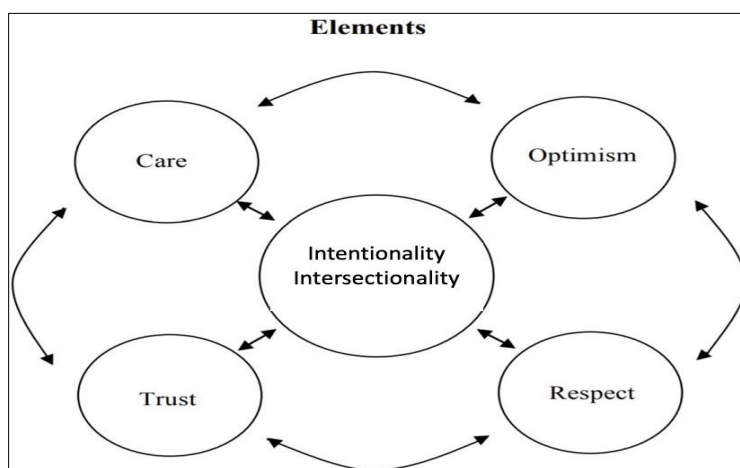 Elements
Care
Optimism
Intentionality
Intersectionality
Trust
Respect